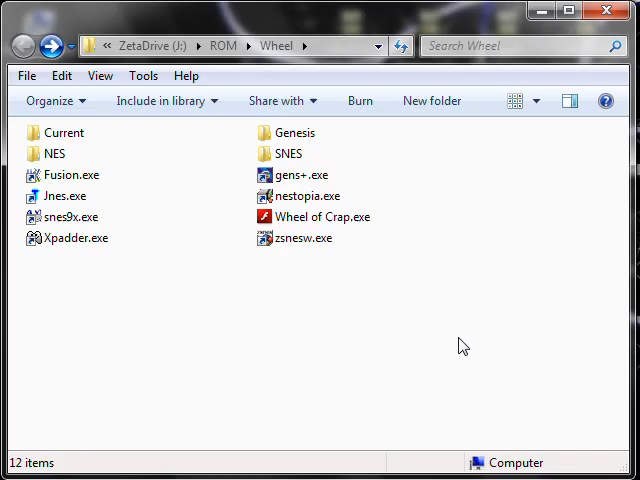 « ZetaDrive (J:) ROM Wheel Search Wheel
File Edit View Tools Help
Organize Include in library Share with Burn New folder
Current Genesis
NES SNES
Fusion.exe gens+.exe
Jnes.exe nestopia.exe
snes9x.exe Wheel of Crap.exe
Xpadder.exe zsnesw.exe
12 items Computer